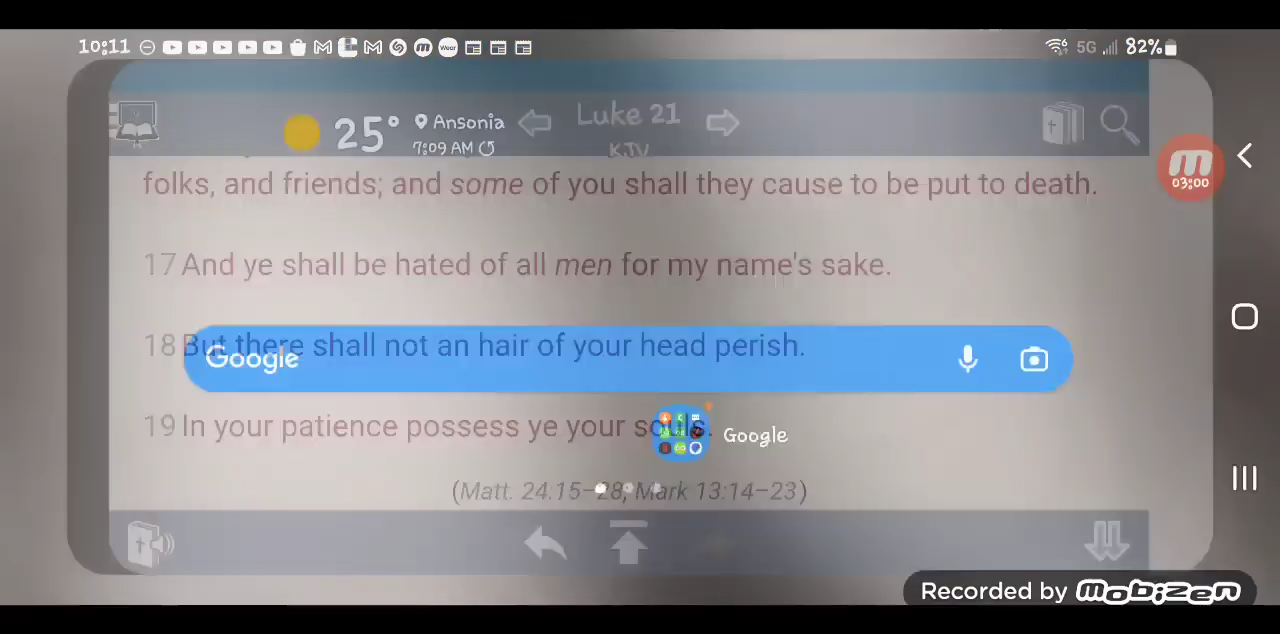 10:11 Wear 5G 82%
25° Ansonia Luke 21
7:09 AM KJV
03:00
folks, and friends; and some of you shall they cause to be put to death.
17 And ye shall be hated of all men for my name's sake.
18 But there shall not an hair of your head perish.
Google
19 In your patience possess ye your souls.
Google
(Matt. 24.15–28; Mark 13:14–23)
Recorded by mobizen